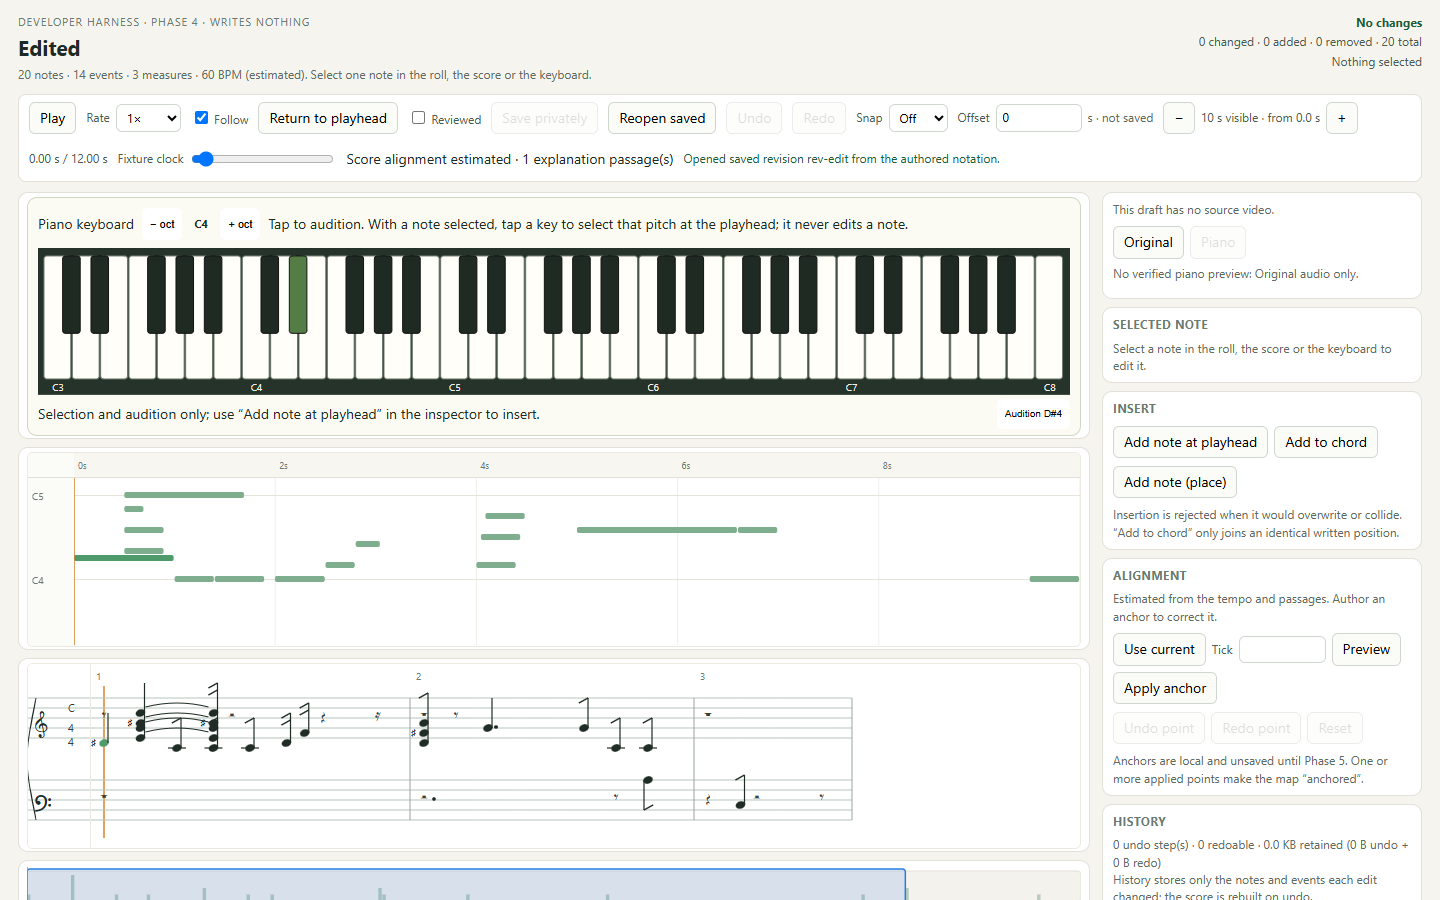 DEVELOPER HARNESS · PHASE 4 · WRITES NOTHING
Edited
20 notes · 14 events · 3 measures · 60 BPM (estimated). Select one note in the roll, the score or the keyboard.
No changes
0 changed · 0 added · 0 removed · 20 total
Nothing selected
Play Rate 1× Follow Return to playhead Reviewed Save privately Reopen saved Undo Redo Snap Off Offset 0 s · not saved − 10 s visible · from 0.0 s +
0.00 s / 12.00 s Fixture clock Score alignment estimated · 1 explanation passage(s) Opened saved revision rev-edit from the authored notation.
Piano keyboard − oct C4 + oct Tap to audition. With a note selected, tap a key to select that pitch at the playhead; it never edits a note.
C3 C4 C5 C6 C7 C8
Selection and audition only; use “Add note at playhead” in the inspector to insert.
Audition D#4
0s 2s 4s 6s 8s
C5
C4
1 2 3
C
4
4
This draft has no source video.
Original Piano
No verified piano preview: Original audio only.
SELECTED NOTE
Select a note in the roll, the score or the keyboard to
edit it.
INSERT
Add note at playhead Add to chord
Add note (place)
Insertion is rejected when it would overwrite or collide.
“Add to chord” only joins an identical written position.
ALIGNMENT
Estimated from the tempo and passages. Author an
anchor to correct it.
Use current Tick Preview
Apply anchor
Undo point Redo point Reset
Anchors are local and unsaved until Phase 5. One or
more applied points make the map “anchored”.
HISTORY
0 undo step(s) · 0 redoable · 0.0 KB retained (0 B undo +
0 B redo)
History stores only the notes and events each edit
changed; the score is rebuilt on undo.